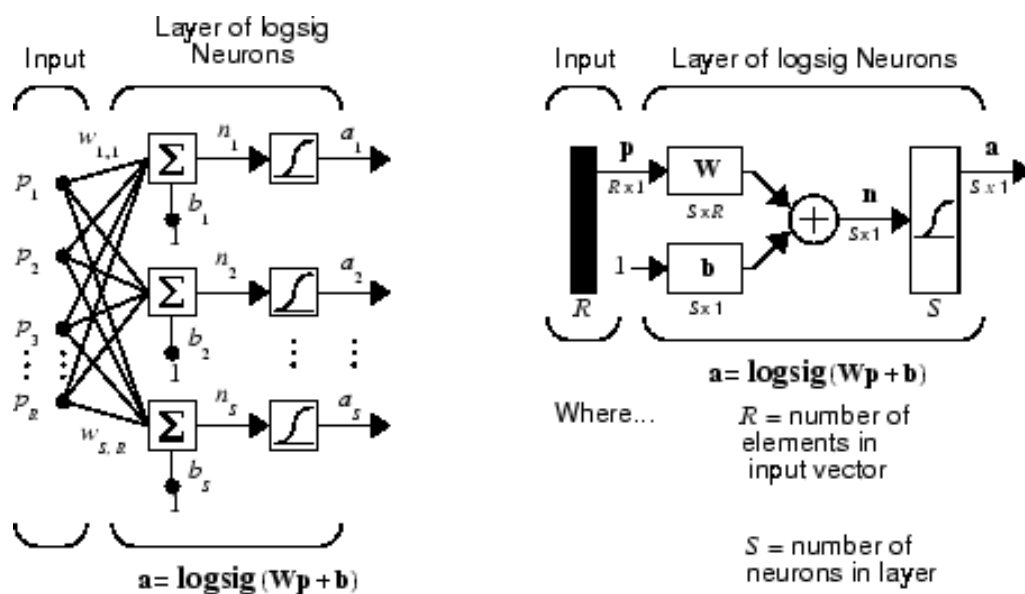 Layer of logsig
Input Neurons
w1,1 n1 a1
p1 Σ
b1
1
p2 n2 a2
Σ
p3 b2
1
pR nS aS
Σ
wS, R
bS
1
a= logsig (Wp + b)
Input Layer of logsig Neurons
p a
R x 1 W S x 1
S x R n
+
S x 1
1 b
R S x 1 S
a= logsig (Wp + b)
Where... R = number of
elements in
input vector
S = number of
neurons in layer